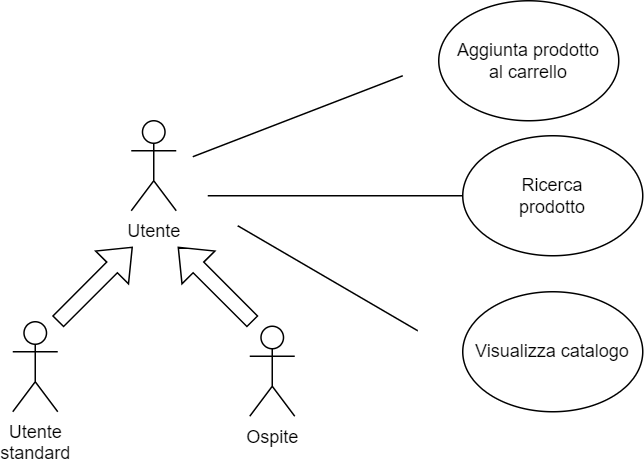 Aggiunta prodotto
al carrello
Ricerca
prodotto
Utente
Visualizza catalogo
Utente
standard
Ospite